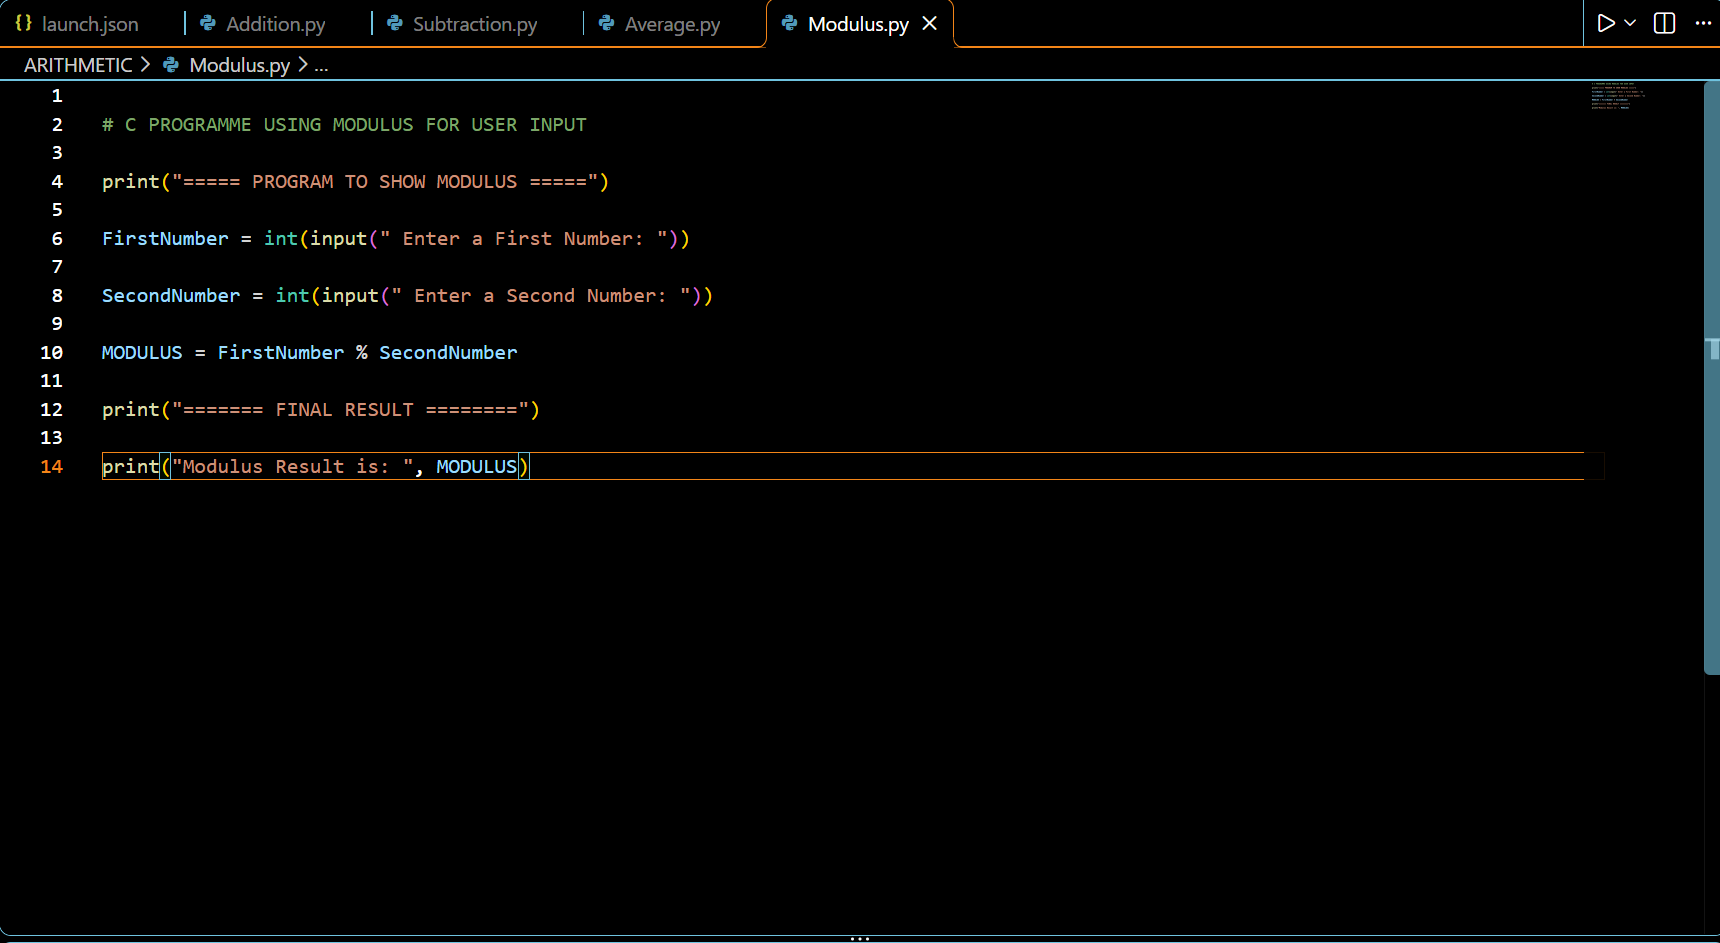 {} launch.json Addition.py Subtraction.py Average.py Modulus.py
ARITHMETIC > Modulus.py > ...
1
2 # C PROGRAMME USING MODULUS FOR USER INPUT
3
4 print("===== PROGRAM TO SHOW MODULUS =====")
5
6 FirstNumber = int(input(" Enter a First Number: "))
7
8 SecondNumber = int(input(" Enter a Second Number: "))
9
10 MODULUS = FirstNumber % SecondNumber
11
12 print("======= FINAL RESULT ========")
13
14 print("Modulus Result is: ", MODULUS)